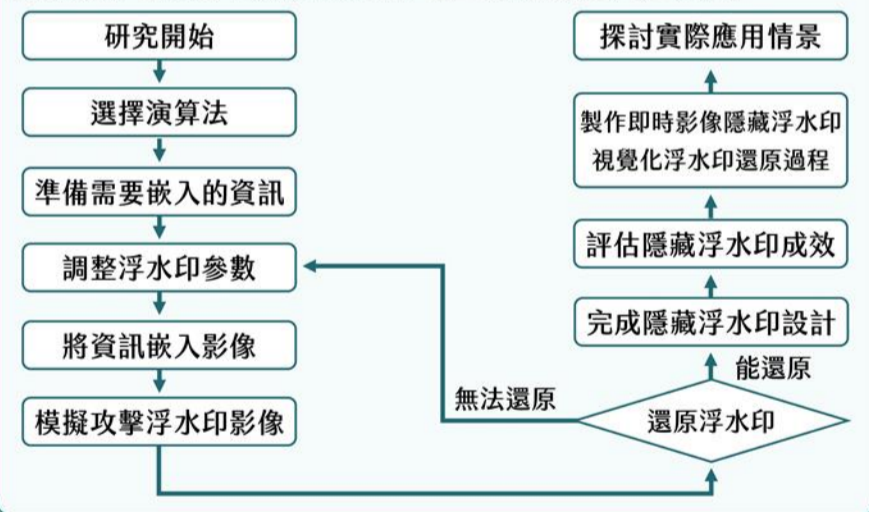 研究開始
選擇演算法
準備需要嵌入的資訊
調整浮水印參數
將資訊嵌入影像
模擬攻擊浮水印影像
無法還原
還原浮水印
能還原
完成隱藏浮水印設計
評估隱藏浮水印成效
製作即時影像隱藏浮水印
視覺化浮水印還原過程
探討實際應用情景